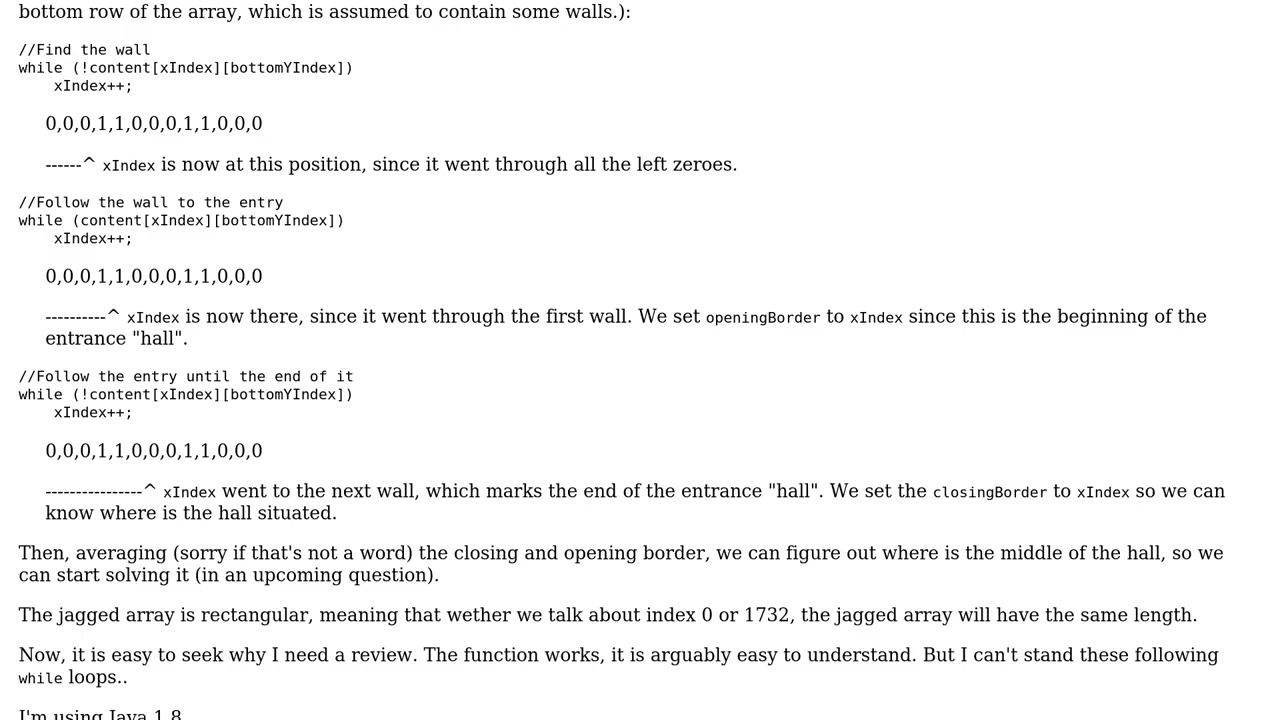 bottom row of the array, which is assumed to contain some walls.):
//Find the wall
while (!content[xIndex][bottomYIndex])
    xIndex++;
0,0,0,1,1,0,0,0,1,1,0,0,0
------^ xIndex is now at this position, since it went through all the left zeroes.
//Follow the wall to the entry
while (content[xIndex][bottomYIndex])
    xIndex++;
0,0,0,1,1,0,0,0,1,1,0,0,0
----------^ xIndex is now there, since it went through the first wall. We set openingBorder to xIndex since this is the beginning of the
entrance "hall".
//Follow the entry until the end of it
while (!content[xIndex][bottomYIndex])
    xIndex++;
0,0,0,1,1,0,0,0,1,1,0,0,0
----------------^ xIndex went to the next wall, which marks the end of the entrance "hall". We set the closingBorder to xIndex so we can
know where is the hall situated.
Then, averaging (sorry if that's not a word) the closing and opening border, we can figure out where is the middle of the hall, so we
can start solving it (in an upcoming question).
The jagged array is rectangular, meaning that wether we talk about index 0 or 1732, the jagged array will have the same length.
Now, it is easy to seek why I need a review. The function works, it is arguably easy to understand. But I can't stand these following
while loops..
I'm using Java 1.8